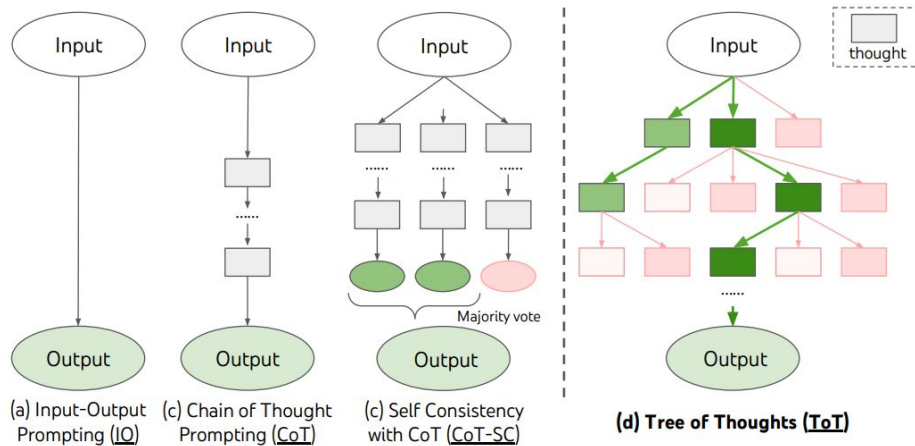 Input
Input
Input
Input
thought
......
......
......
......
......
Majority vote
Output
Output
Output
Output
(a) Input-Output
Prompting (IO)
(c) Chain of Thought
Prompting (CoT)
(c) Self Consistency
with CoT (CoT-SC)
(d) Tree of Thoughts (ToT)